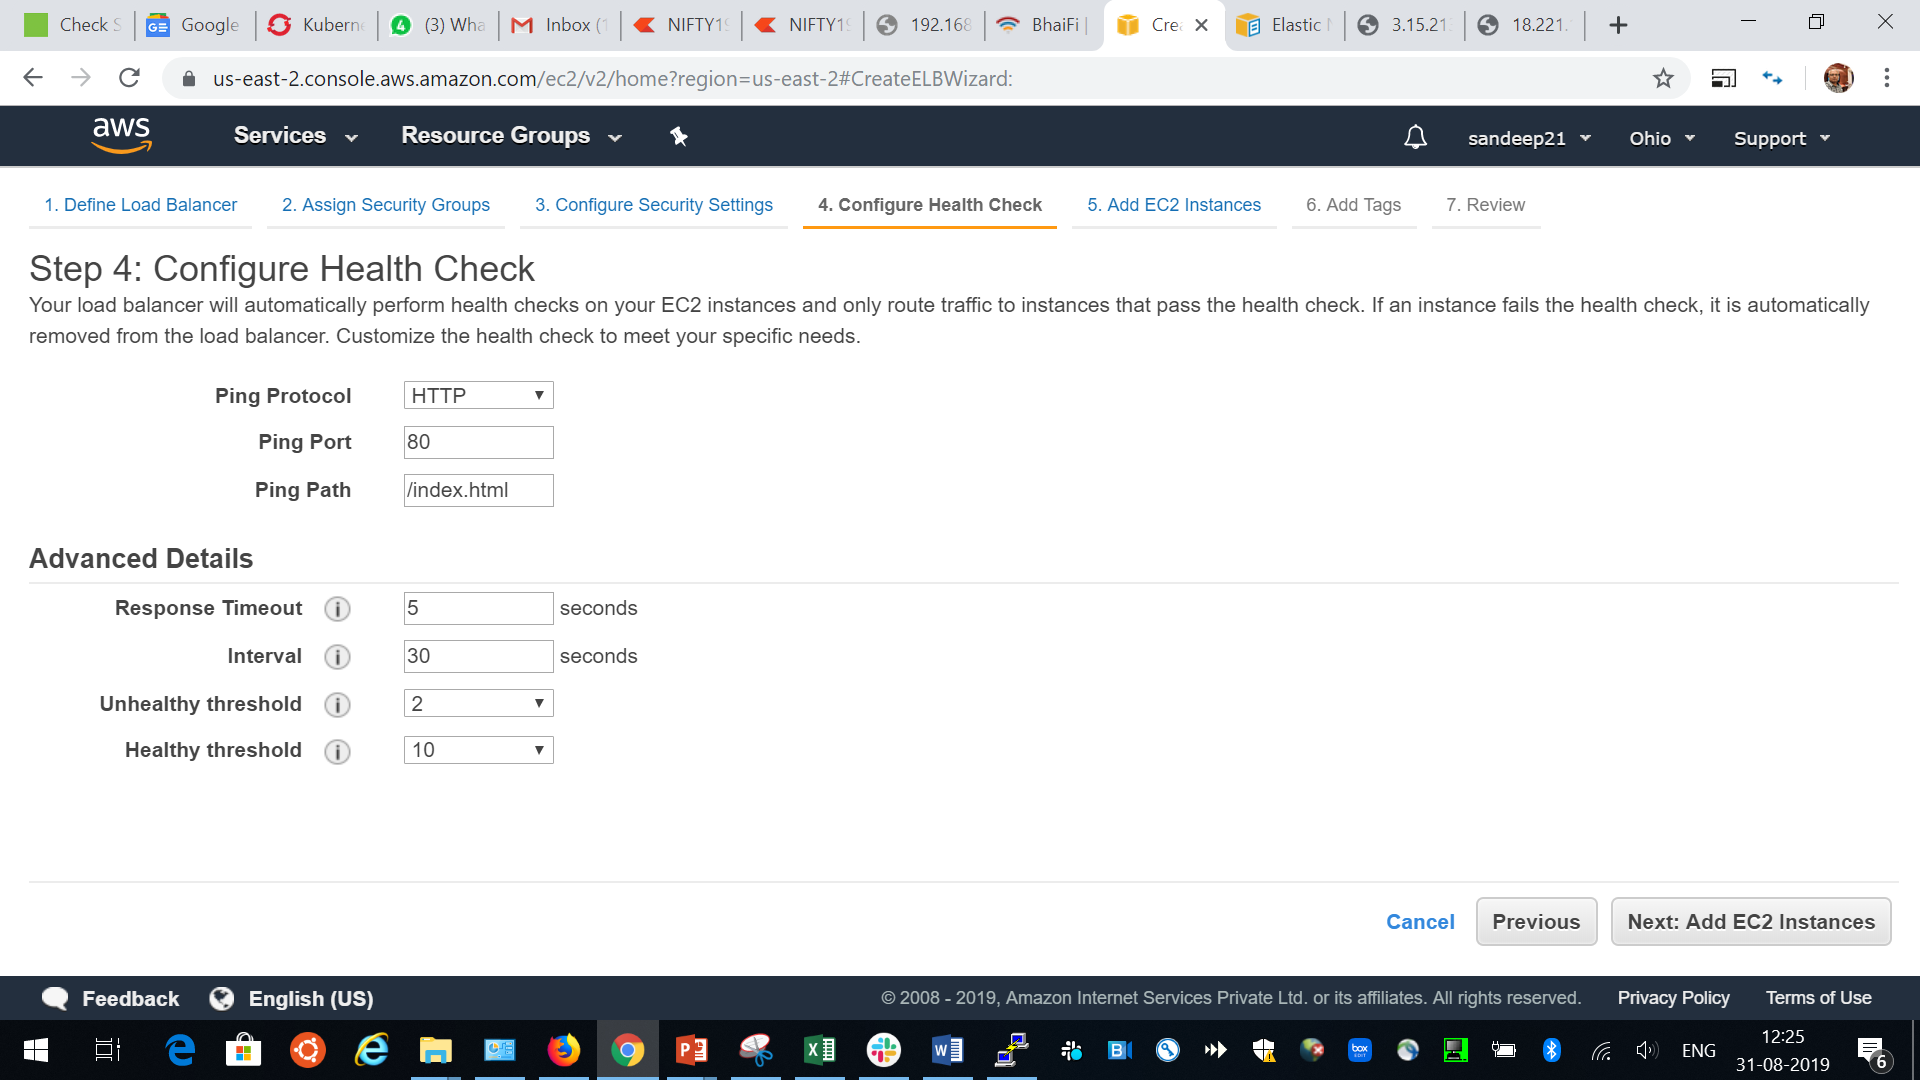 Check S
Google
Kuberne
(3) Wha
Inbox (1
NIFTY19
NIFTY19
192.168
BhaiFi |
Crea
Elastic
3.15.21
18.221.
us-east-2.console.aws.amazon.com/ec2/v2/home?region=us-east-2#CreateELBWizard:
aws
Services
Resource Groups
sandeep21
Ohio
Support
1. Define Load Balancer
2. Assign Security Groups
3. Configure Security Settings
4. Configure Health Check
5. Add EC2 Instances
6. Add Tags
7. Review
Step 4: Configure Health Check
Your load balancer will automatically perform health checks on your EC2 instances and only route traffic to instances that pass the health check. If an instance fails the health check, it is automatically
removed from the load balancer. Customize the health check to meet your specific needs.
Ping Protocol HTTP
Ping Port 80
Ping Path /index.html
Advanced Details
Response Timeout 5 seconds
Interval 30 seconds
Unhealthy threshold 2
Healthy threshold 10
Cancel Previous Next: Add EC2 Instances
Feedback English (US) © 2008 - 2019, Amazon Internet Services Private Ltd. or its affiliates. All rights reserved. Privacy Policy Terms of Use
ENG
12:25
31-08-2019
6